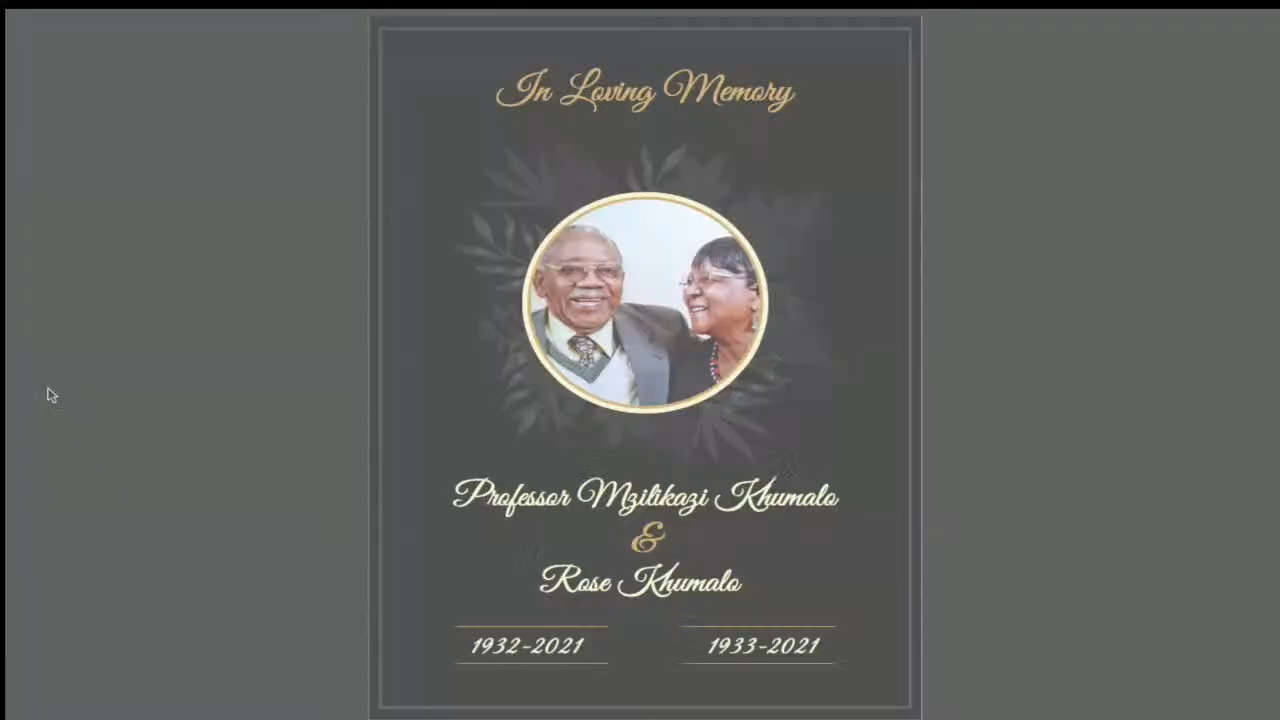 In Loving Memory
Professor Mzilikazi Khumalo
&
Rose Khumalo
1932-2021
1933-2021